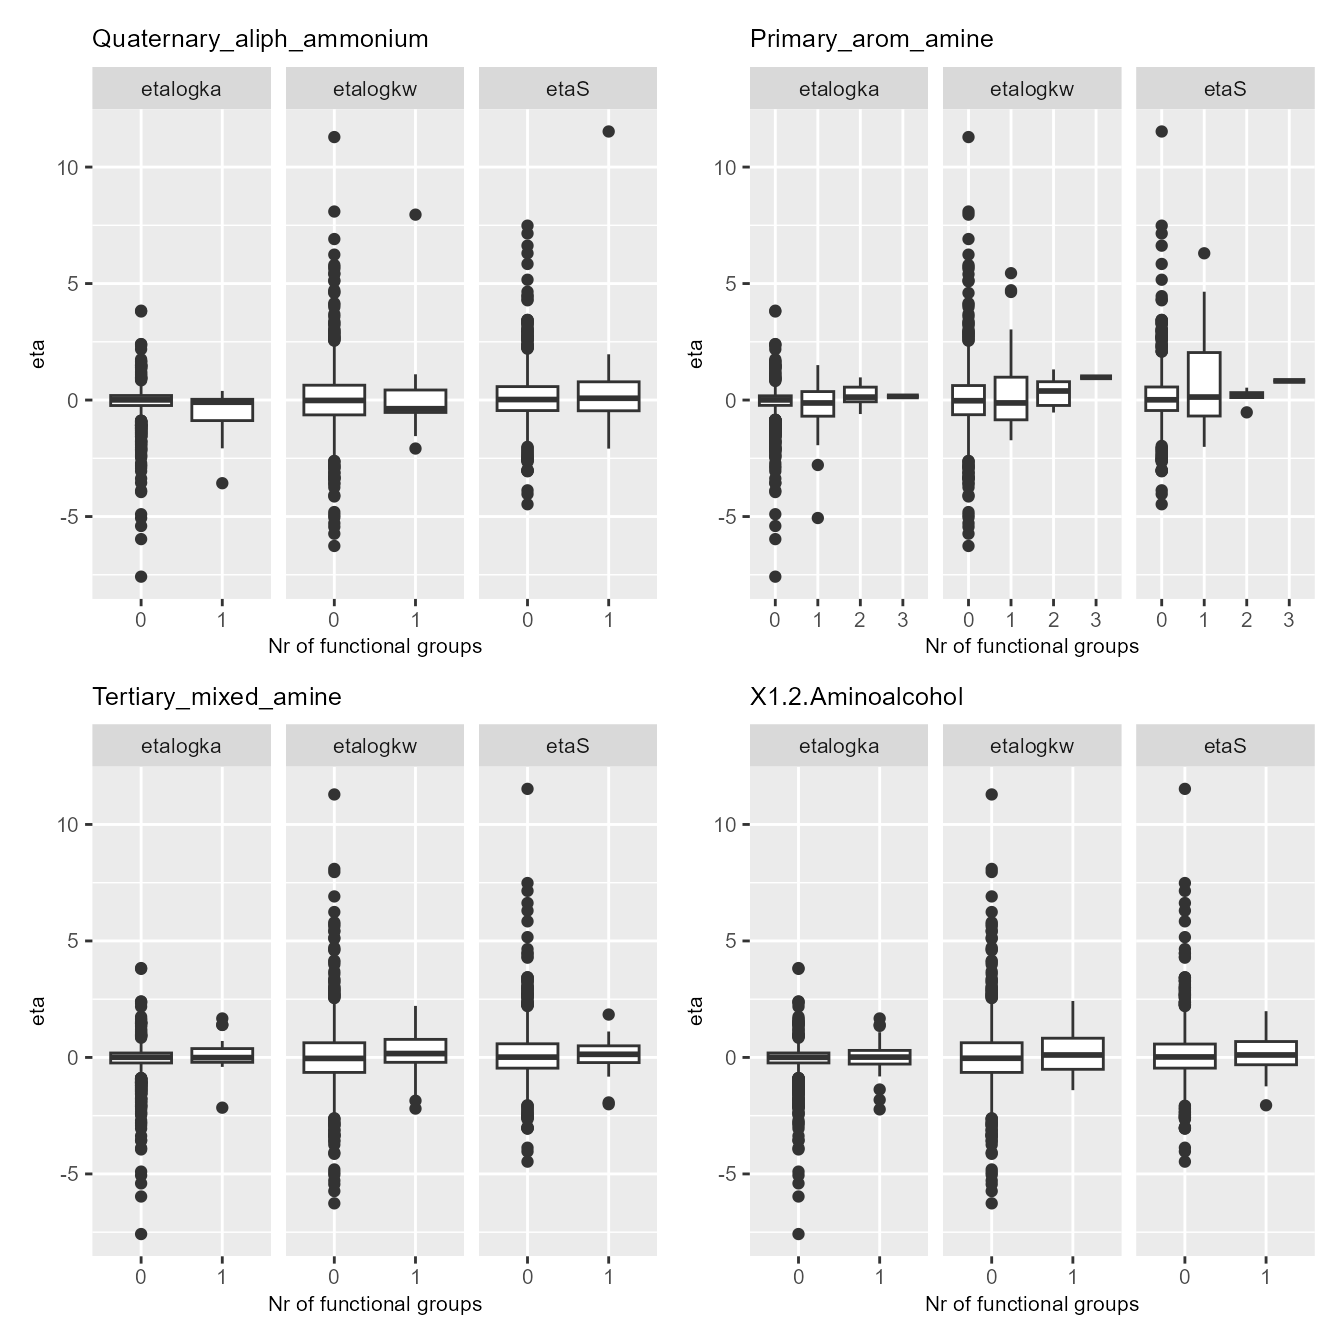 Quaternary_aliph_ammonium
etalogka etalogkw etaS
eta
10
5
0
-5
0 1 0 1 0 1
Nr of functional groups
Primary_arom_amine
etalogka etalogkw etaS
eta
10
5
0
-5
0 1 2 3 0 1 2 3 0 1 2 3
Nr of functional groups
Tertiary_mixed_amine
etalogka etalogkw etaS
eta
10
5
0
-5
0 1 0 1 0 1
Nr of functional groups
X1.2.Aminoalcohol
etalogka etalogkw etaS
eta
10
5
0
-5
0 1 0 1 0 1
Nr of functional groups